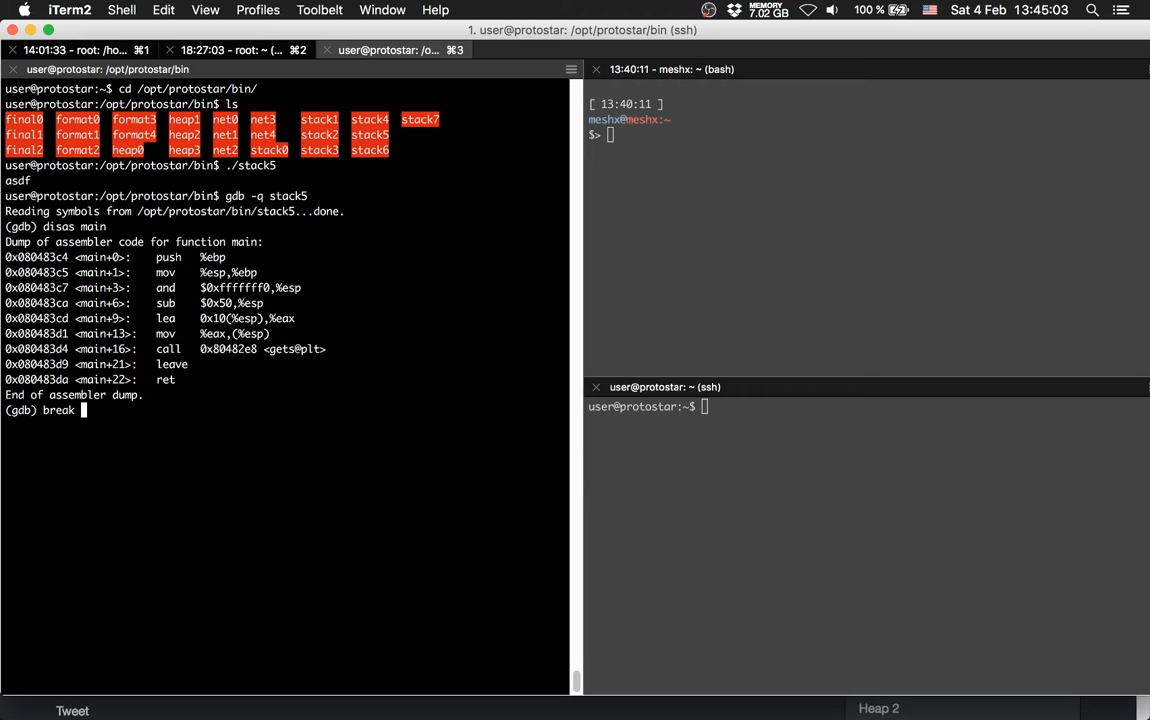 iTerm2 Shell Edit View Profiles Toolbelt Window Help MEMORY 7.02 GB 100 % Sat 4 Feb 13:45:03
1. user@protostar: /opt/protostar/bin (ssh)
14:01:33 - root: /ho... ⌘1 18:27:03 - root: ~ (... ⌘2 user@protostar: /o... ⌘3
user@protostar: /opt/protostar/bin
user@protostar:~$ cd /opt/protostar/bin/
user@protostar:/opt/protostar/bin$ ls
final0 format0 format3 heap1 net0 net3 stack1 stack4 stack7
final1 format1 format4 heap2 net1 net4 stack2 stack5
final2 format2 heap0 heap3 net2 stack0 stack3 stack6
user@protostar:/opt/protostar/bin$ ./stack5
asdf
user@protostar:/opt/protostar/bin$ gdb -q stack5
Reading symbols from /opt/protostar/bin/stack5...done.
(gdb) disas main
Dump of assembler code for function main:
0x080483c4 <main+0>: push %ebp
0x080483c5 <main+1>: mov %esp,%ebp
0x080483c7 <main+3>: and $0xfffffff0,%esp
0x080483ca <main+6>: sub $0x50,%esp
0x080483cd <main+9>: lea 0x10(%esp),%eax
0x080483d1 <main+13>: mov %eax,(%esp)
0x080483d4 <main+16>: call 0x80482e8 <gets@plt>
0x080483d9 <main+21>: leave
0x080483da <main+22>: ret
End of assembler dump.
(gdb) break
13:40:11 - meshx: ~ (bash)
[ 13:40:11 ]
meshx@meshx:~
$>
user@protostar: ~ (ssh)
user@protostar:~$
Tweet
Heap 2